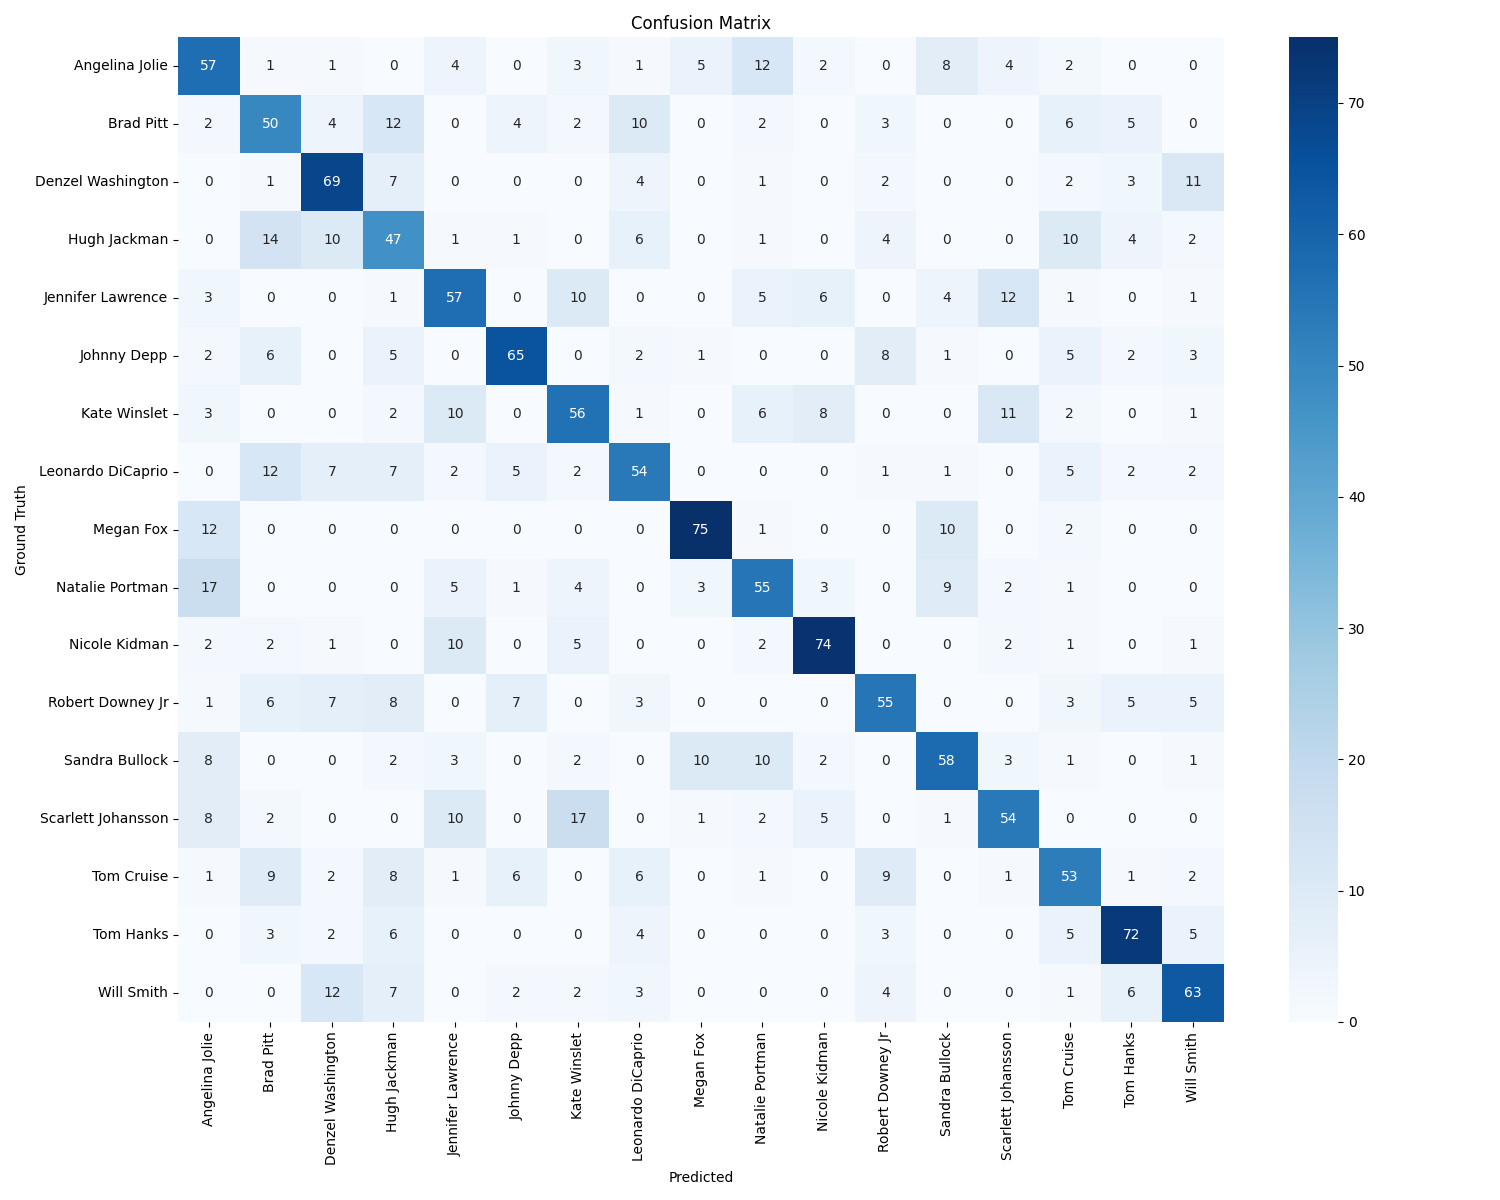 Confusion Matrix
Angelina Jolie 57 1 1 0 4 0 3 1 5 12 2 0 8 4 2 0 0
Brad Pitt 2 50 4 12 0 4 2 10 0 2 0 3 0 0 6 5 0
Denzel Washington 0 1 69 7 0 0 0 4 0 1 0 2 0 0 2 3 11
Hugh Jackman 0 14 10 47 1 1 0 6 0 1 0 4 0 0 10 4 2
Jennifer Lawrence 3 0 0 1 57 0 10 0 0 5 6 0 4 12 1 0 1
Johnny Depp 2 6 0 5 0 65 0 2 1 0 0 8 1 0 5 2 3
Kate Winslet 3 0 0 2 10 0 56 1 0 6 8 0 0 11 2 0 1
Leonardo DiCaprio 0 12 7 7 2 5 2 54 0 0 0 1 1 0 5 2 2
Megan Fox 12 0 0 0 0 0 0 0 75 1 0 0 10 0 2 0 0
Natalie Portman 17 0 0 0 5 1 4 0 3 55 3 0 9 2 1 0 0
Nicole Kidman 2 2 1 0 10 0 5 0 0 2 74 0 0 2 1 0 1
Robert Downey Jr 1 6 7 8 0 7 0 3 0 0 0 55 0 0 3 5 5
Sandra Bullock 8 0 0 2 3 0 2 0 10 10 2 0 58 3 1 0 1
Scarlett Johansson 8 2 0 0 10 0 17 0 1 2 5 0 1 54 0 0 0
Tom Cruise 1 9 2 8 1 6 0 6 0 1 0 9 0 1 53 1 2
Tom Hanks 0 3 2 6 0 0 0 4 0 0 0 3 0 0 5 72 5
Will Smith 0 0 12 7 0 2 2 3 0 0 0 4 0 0 1 6 63
Ground Truth
Angelina Jolie
Brad Pitt
Denzel Washington
Hugh Jackman
Jennifer Lawrence
Johnny Depp
Kate Winslet
Leonardo DiCaprio
Megan Fox
Natalie Portman
Nicole Kidman
Robert Downey Jr
Sandra Bullock
Scarlett Johansson
Tom Cruise
Tom Hanks
Will Smith
Predicted
70
60
50
40
30
20
10
0